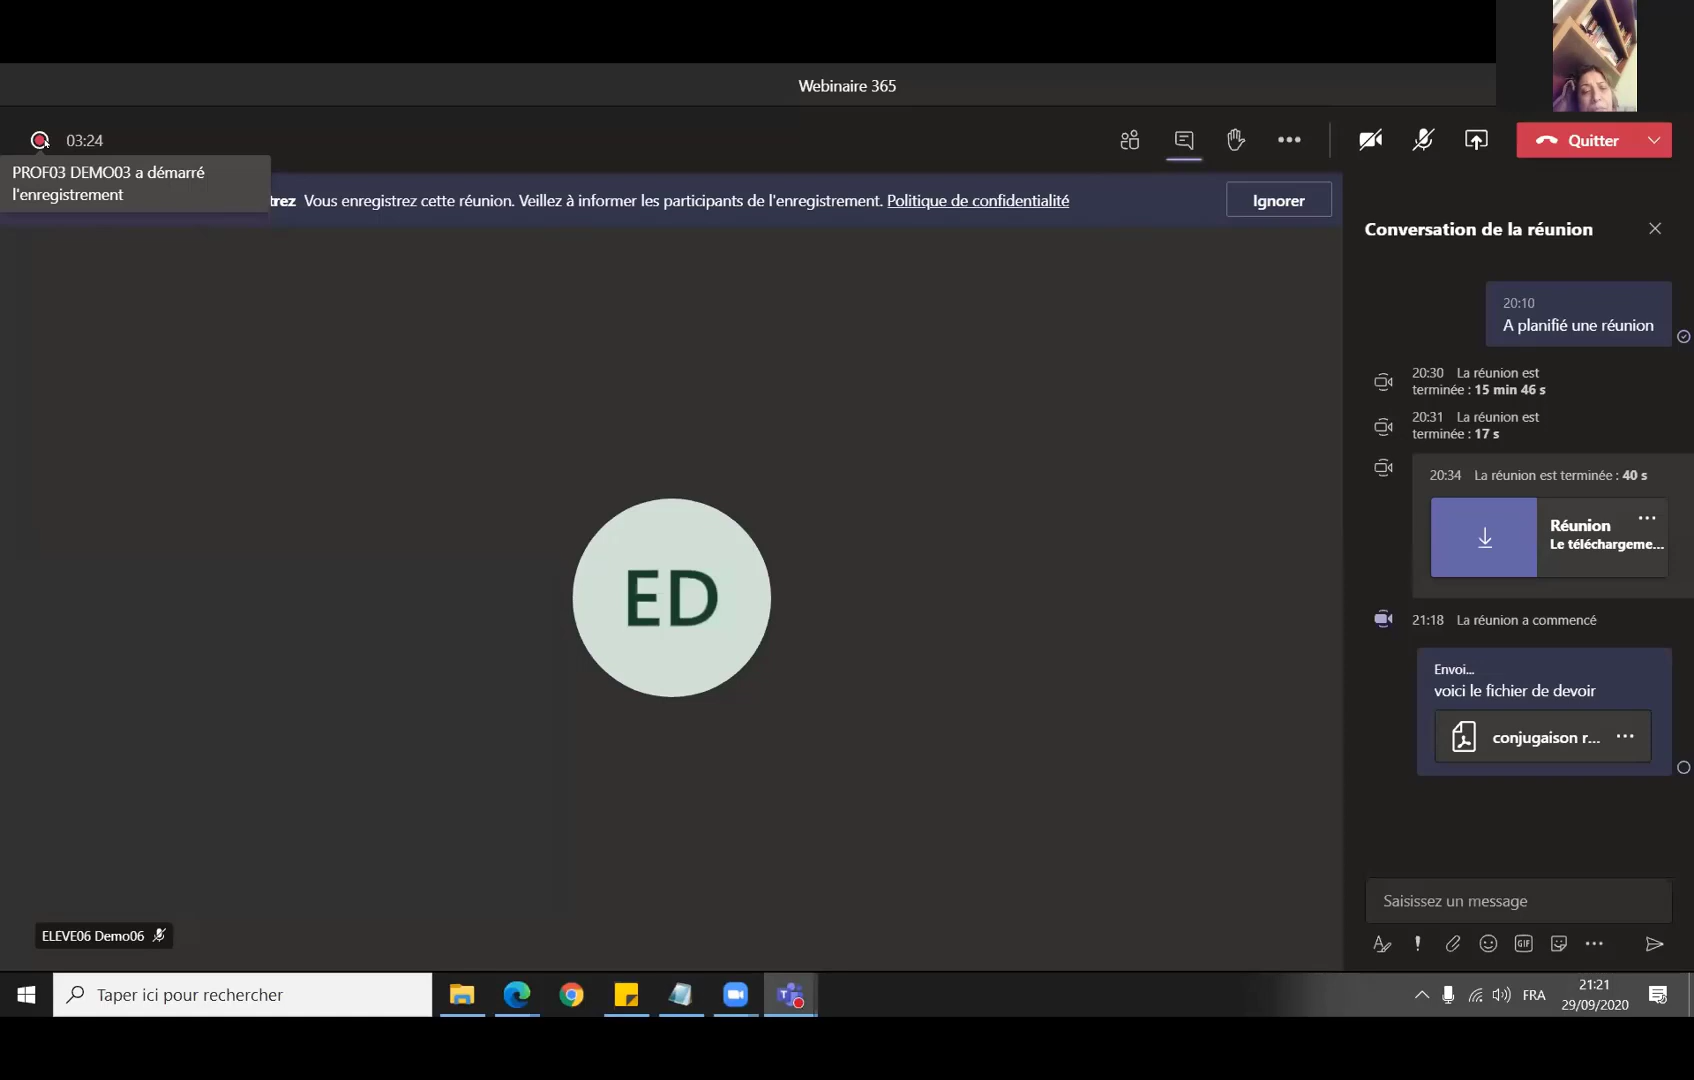 Webinaire 365
03:24
Quitter
PROF03 DEMO03 a démarré
l'enregistrement
trez Vous enregistrez cette réunion. Veillez à informer les participants de l'enregistrement. Politique de confidentialité
Ignorer
Conversation de la réunion
20:10
A planifié une réunion
20:30 La réunion est
terminée : 15 min 46 s
20:31 La réunion est
terminée : 17 s
20:34 La réunion est terminée : 40 s
Réunion
Le téléchargeme...
21:18 La réunion a commencé
Envoi...
voici le fichier de devoir
conjugaison r...
ED
ELEVE06 Demo06
Saisissez un message
GIF
Taper ici pour rechercher
FRA
21:21
29/09/2020